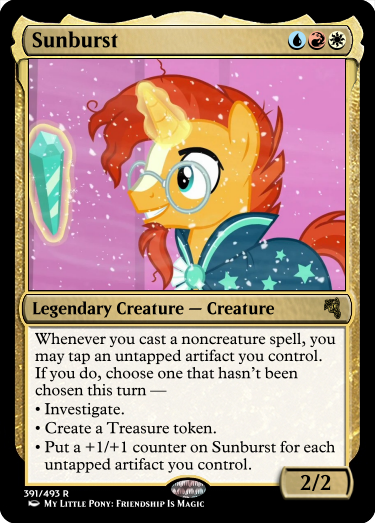 Sunburst
Legendary Creature — Creature
Whenever you cast a noncreature spell, you
may tap an untapped artifact you control.
If you do, choose one that hasn't been
chosen this turn —
• Investigate.
• Create a Treasure token.
• Put a +1/+1 counter on Sunburst for each
untapped artifact you control.
2/2
391/493 R
My Little Pony: Friendship Is Magic